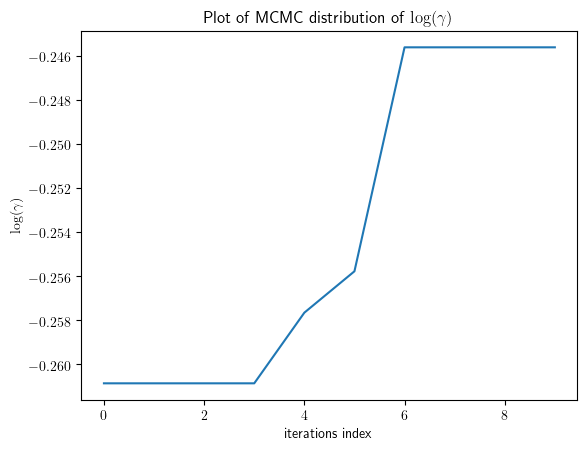 Plot of MCMC distribution of log(γ)
−0.246
−0.248
−0.250
−0.252
−0.254
−0.256
−0.258
−0.260
log(γ)
0 2 4 6 8
iterations index